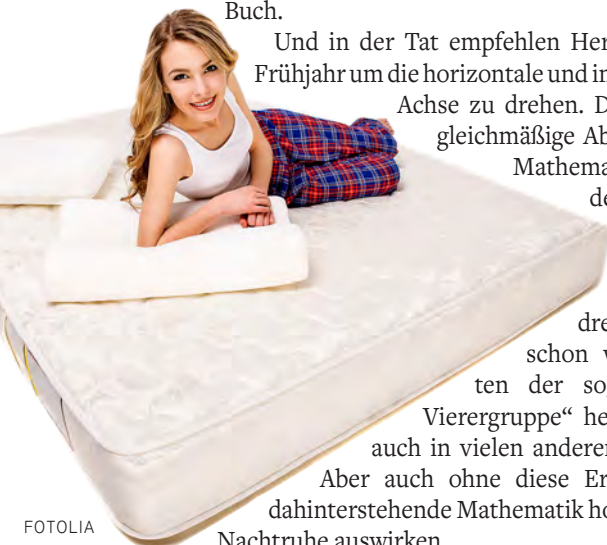 Buch.
Und in der Tat empfehlen Her
Frühjahr um die horizontale und in
Achse zu drehen. D
gleichmäßige Ab
Mathema
de
dre
schon v
ten der so
Vierergruppe“ he
auch in vielen anderen
Aber auch ohne diese Er
dahinterstehende Mathematik ho
Nachtruhe auswirken
FOTOLIA